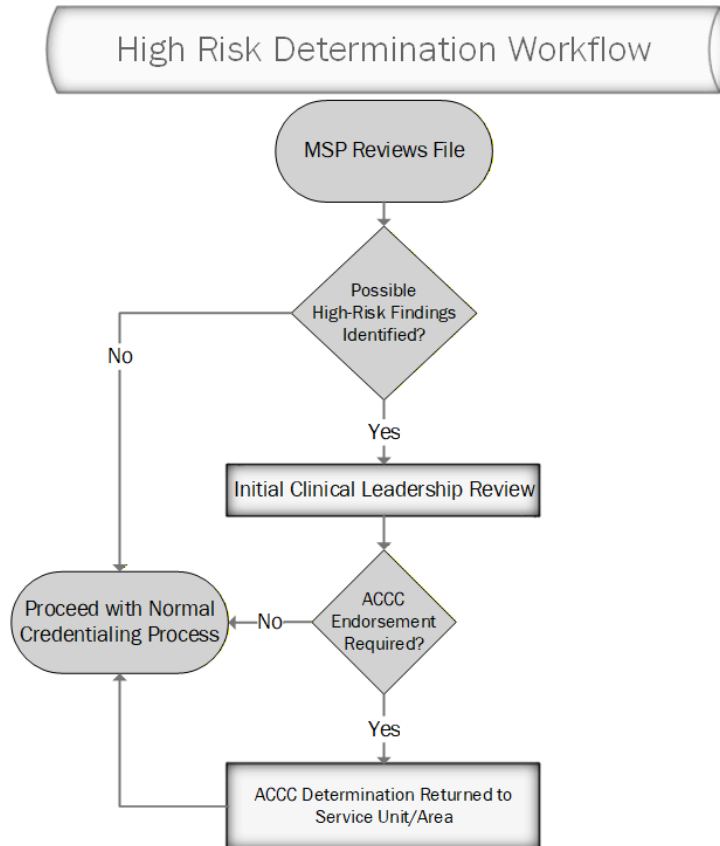 High Risk Determination Workflow
MSP Reviews File
Possible
High-Risk Findings
Identified?
No
Yes
Initial Clinical Leadership Review
ACCC
Endorsement
Required?
No
Proceed with Normal
Credentialing Process
Yes
ACCC Determination Returned to
Service Unit/Area